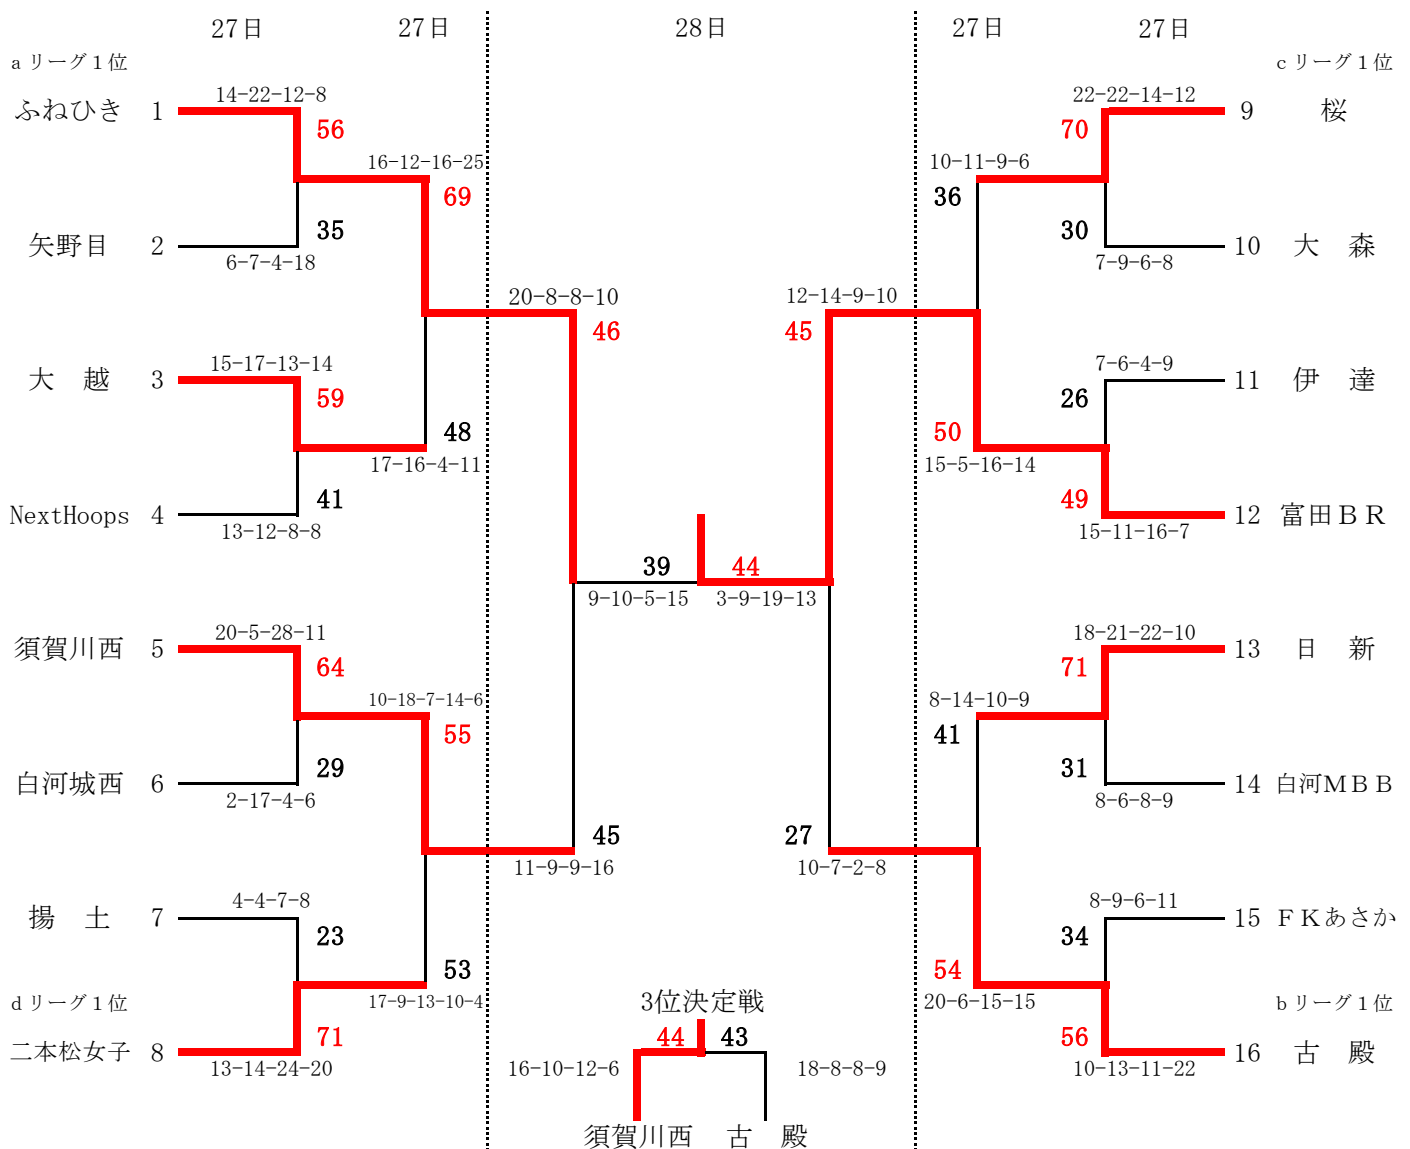 27日 27日 28日 27日 27日
aリーグ1位 cリーグ1位
14-22-12-8 22-22-14-12
ふねひき 1 9 桜
56 70
16-12-16-25 10-11-9-6
69 36
35 30
矢野目 2 10 大 森
6-7-4-18 7-9-6-8
20-8-8-10 12-14-9-10
46 45
15-17-13-14 7-6-4-9
大 越 3 11 伊 達
59 26
48 50
17-16-4-11 15-5-16-14
41 49
NextHoops 4 12 富田BR
13-12-8-8 15-11-16-7
39 44
9-10-5-15 3-9-19-13
20-5-28-11 18-21-22-10
須賀川西 5 13 日 新
64 71
10-18-7-14-6 8-14-10-9
55 41
29 31
白河城西 6 14 白河MBB
2-17-4-6 8-6-8-9
45 27
11-9-9-16 10-7-2-8
4-4-7-8 8-9-6-11
揚 土 7 15 FKあさか
23 34
53 54
dリーグ1位 17-9-13-10-4 3位決定戦 20-6-15-15 bリーグ1位
71 44 43 56
二本松女子 8 16 古 殿
13-14-24-20 16-10-12-6 18-8-8-9 10-13-11-22
須賀川西 古 殿